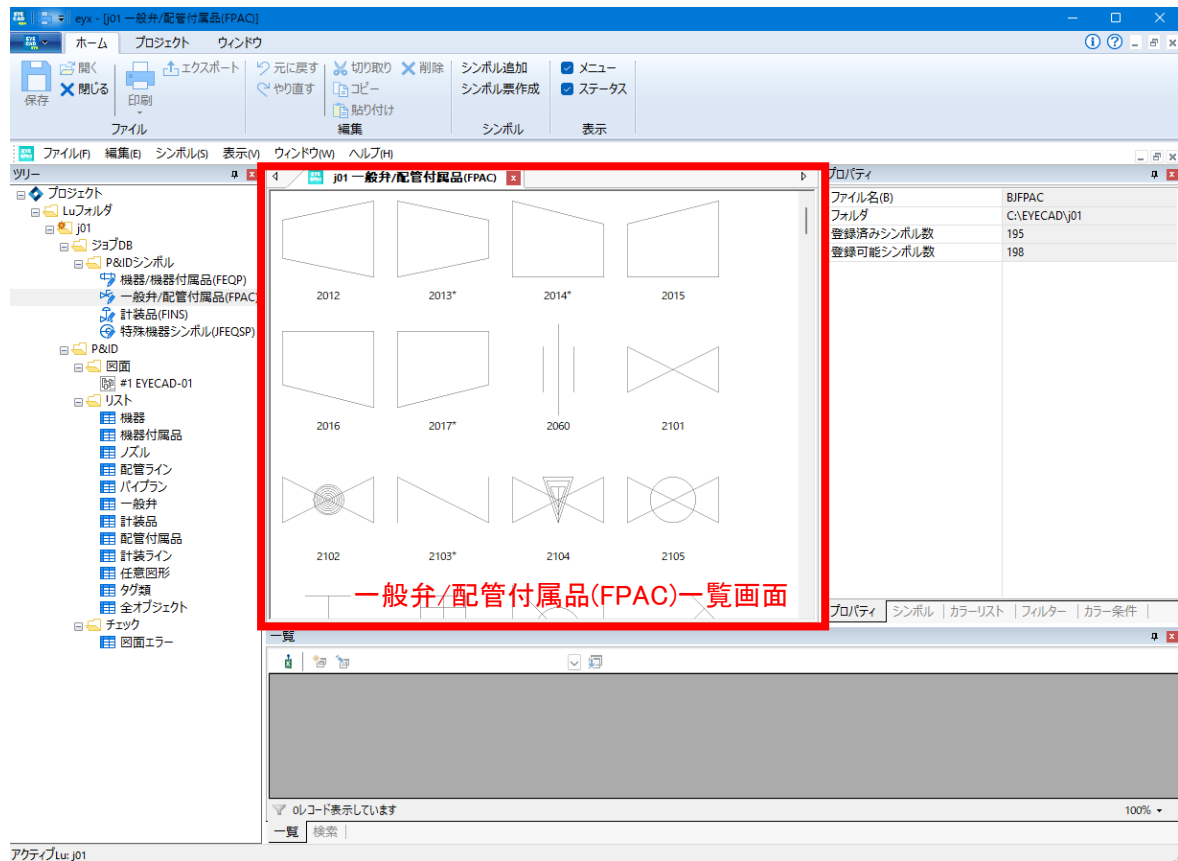 eyx - [j01 一般弁/配管付属品(FPAC)]
ホーム プロジェクト ウィンドウ
保存
開く
閉じる
印刷
エクスポート
ファイル
元に戻す
やり直す
切り取り
コピー
貼り付け
削除
編集
シンボル追加
シンボル票作成
シンボル
メニュー
ステータス
表示
ファイル(F) 編集(E) シンボル(S) 表示(V) ウィンドウ(W) ヘルプ(H)
ツリー
プロジェクト
Luフォルダ
j01
ジョブDB
P&IDシンボル
機器/機器付属品(FEQP)
一般弁/配管付属品(FPAC)
計装品(FINS)
特殊機器シンボル(JFEQSP)
P&ID
図面
#1 EYECAD-01
リスト
機器
機器付属品
ノズル
配管ライン
パイプラン
一般弁
計装品
配管付属品
計装ライン
任意図形
タグ類
全オブジェクト
チェック
図面エラー
j01 一般弁/配管付属品(FPAC)
2012 2013* 2014* 2015
2016 2017* 2060 2101
2102 2103* 2104 2105
一般弁/配管付属品(FPAC)一覧画面
プロパティ
ファイル名(B) BJFPAC
フォルダ C:\EYECAD\j01
登録済みシンボル数 195
登録可能シンボル数 198
プロパティ シンボル カラーリスト フィルター カラー条件
一覧
0レコード表示しています 100%
一覧 検索
アクティブLu: j01